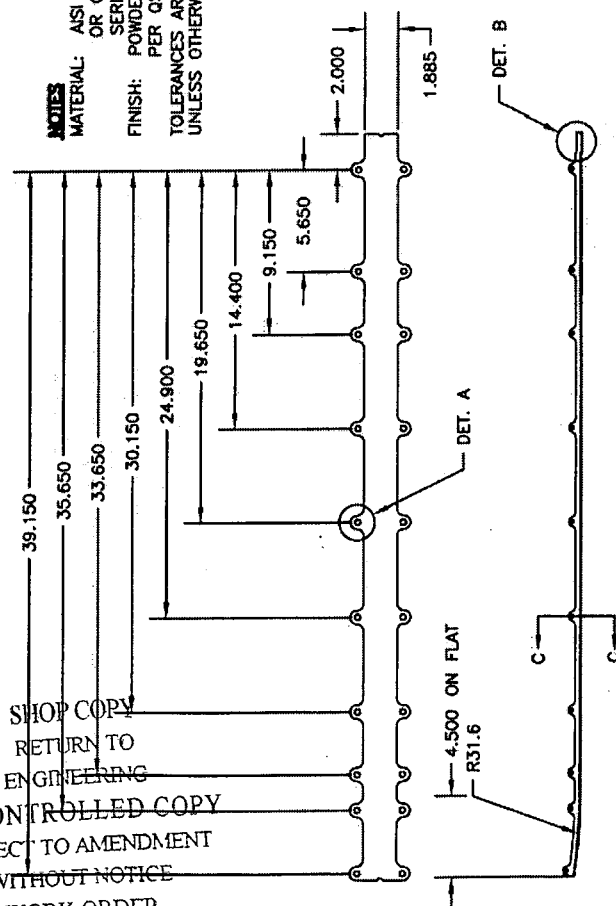 NOTES
MATERIAL: AISI
OR
SERI
FINISH: POWDE
PER
TOLERANCES AR
UNLESS OTHERW
39.150
35.650
33.650
30.150
24.900
19.650
14.400
9.150
5.650
2.000
1.885
DET. A
DET. B
4.500 ON FLAT
R31.6
C
C
SHOP COPY
RETURN TO
ENGINEERING
ONTROLLED COPY
ECT TO AMENDMENT
WITHOUT NOTICE
WORK ORDER